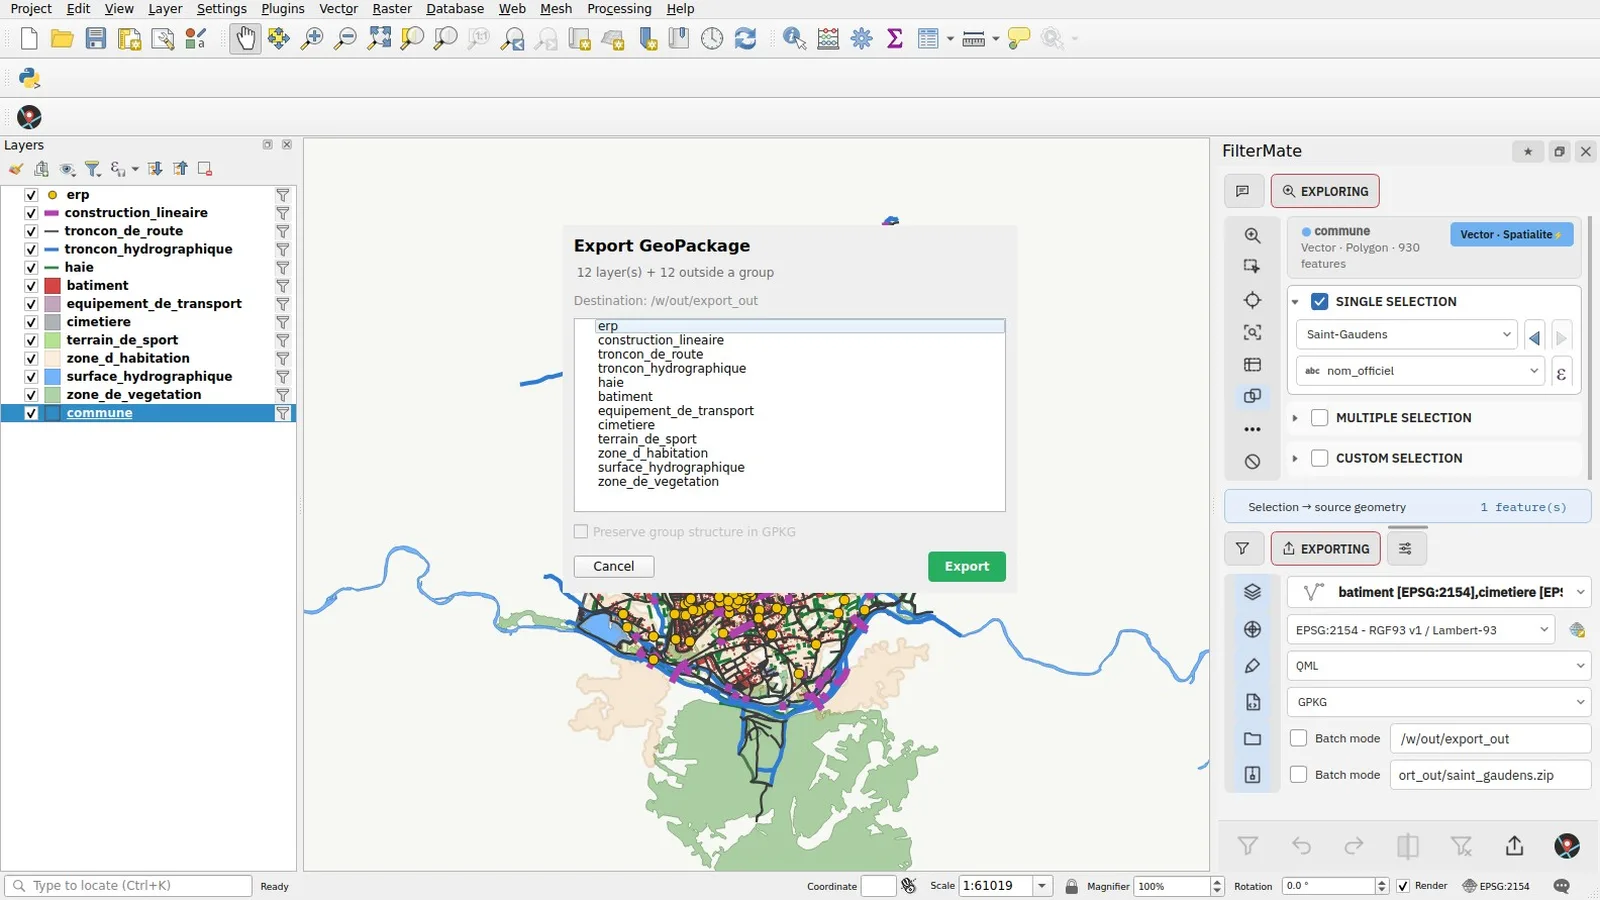 Project Edit View Layer Settings Plugins Vector Raster Database Web Mesh Processing Help
Layers
erp
construction_lineaire
troncon_de_route
troncon_hydrographique
haie
batiment
equipement_de_transport
cimetiere
terrain_de_sport
zone_d_habitation
surface_hydrographique
zone_de_vegetation
commune
Export GeoPackage
12 layer(s) + 12 outside a group
Destination: /w/out/export_out
erp
construction_lineaire
troncon_de_route
troncon_hydrographique
haie
batiment
equipement_de_transport
cimetiere
terrain_de_sport
zone_d_habitation
surface_hydrographique
zone_de_vegetation
Preserve group structure in GPKG
Cancel Export
FilterMate
EXPLORING
commune
Vector · Polygon · 930
features
Vector · Spatialite
SINGLE SELECTION
Saint-Gaudens
abc nom_officiel ε
MULTIPLE SELECTION
CUSTOM SELECTION
Selection → source geometry 1 feature(s)
EXPORTING
batiment [EPSG:2154],cimetiere [EPS
EPSG:2154 - RGF93 v1 / Lambert-93
QML
GPKG
Batch mode /w/out/export_out
Batch mode ort_out/saint_gaudens.zip
Type to locate (Ctrl+K) Ready Coordinate Scale 1:61019 Magnifier 100% Rotation 0.0 ° Render EPSG:2154